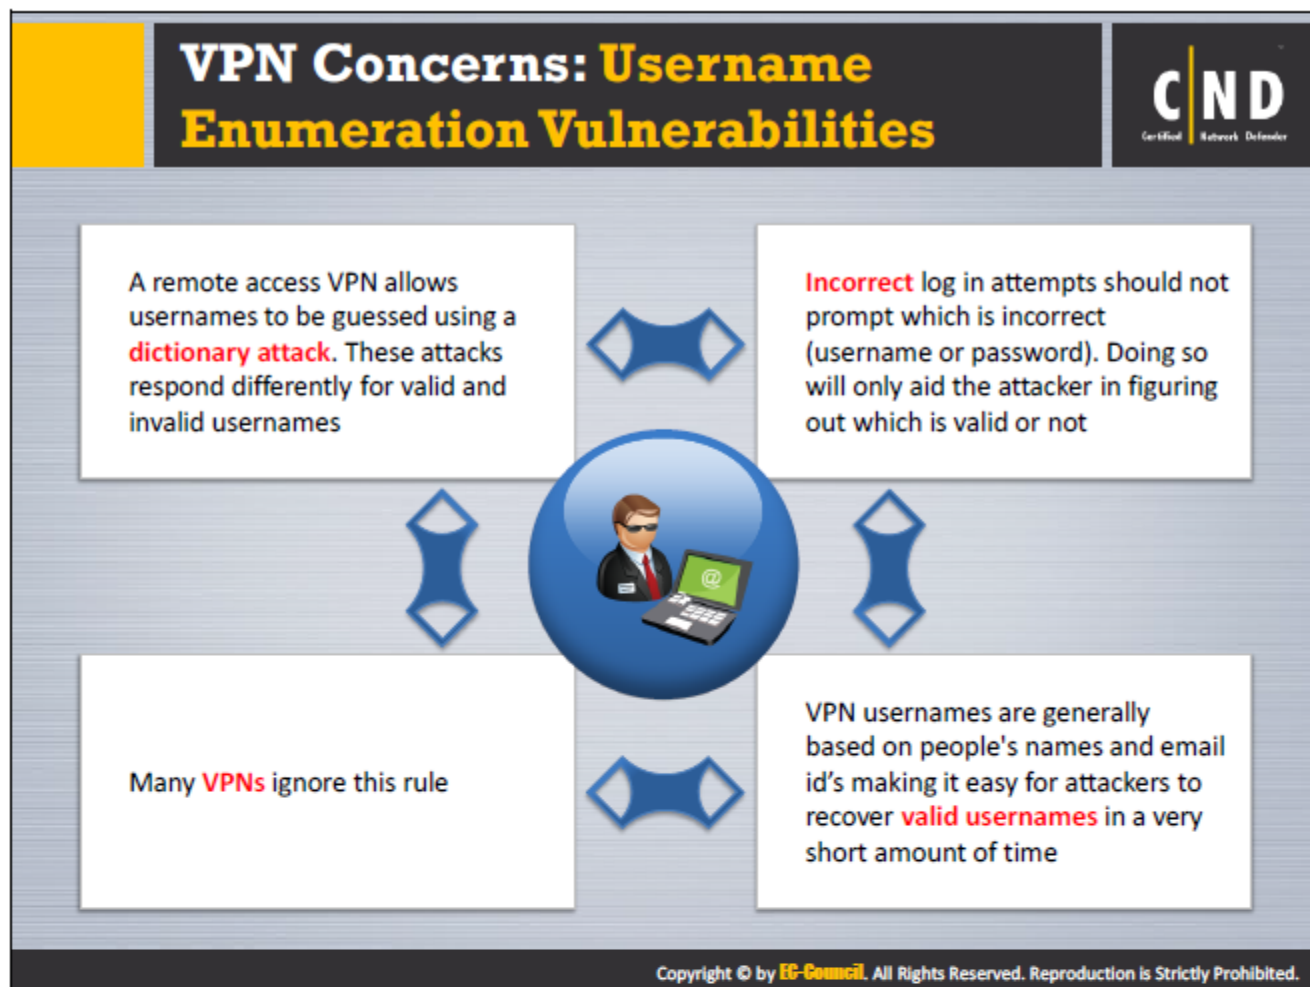 VPN Concerns: Username
Enumeration Vulnerabilities
C|ND
Certified Network Defender
A remote access VPN allows
usernames to be guessed using a
dictionary attack. These attacks
respond differently for valid and
invalid usernames
Incorrect log in attempts should not
prompt which is incorrect
(username or password). Doing so
will only aid the attacker in figuring
out which is valid or not
@
Many VPNs ignore this rule
VPN usernames are generally
based on people's names and email
id’s making it easy for attackers to
recover valid usernames in a very
short amount of time
Copyright © by EC-Council. All Rights Reserved. Reproduction is Strictly Prohibited.